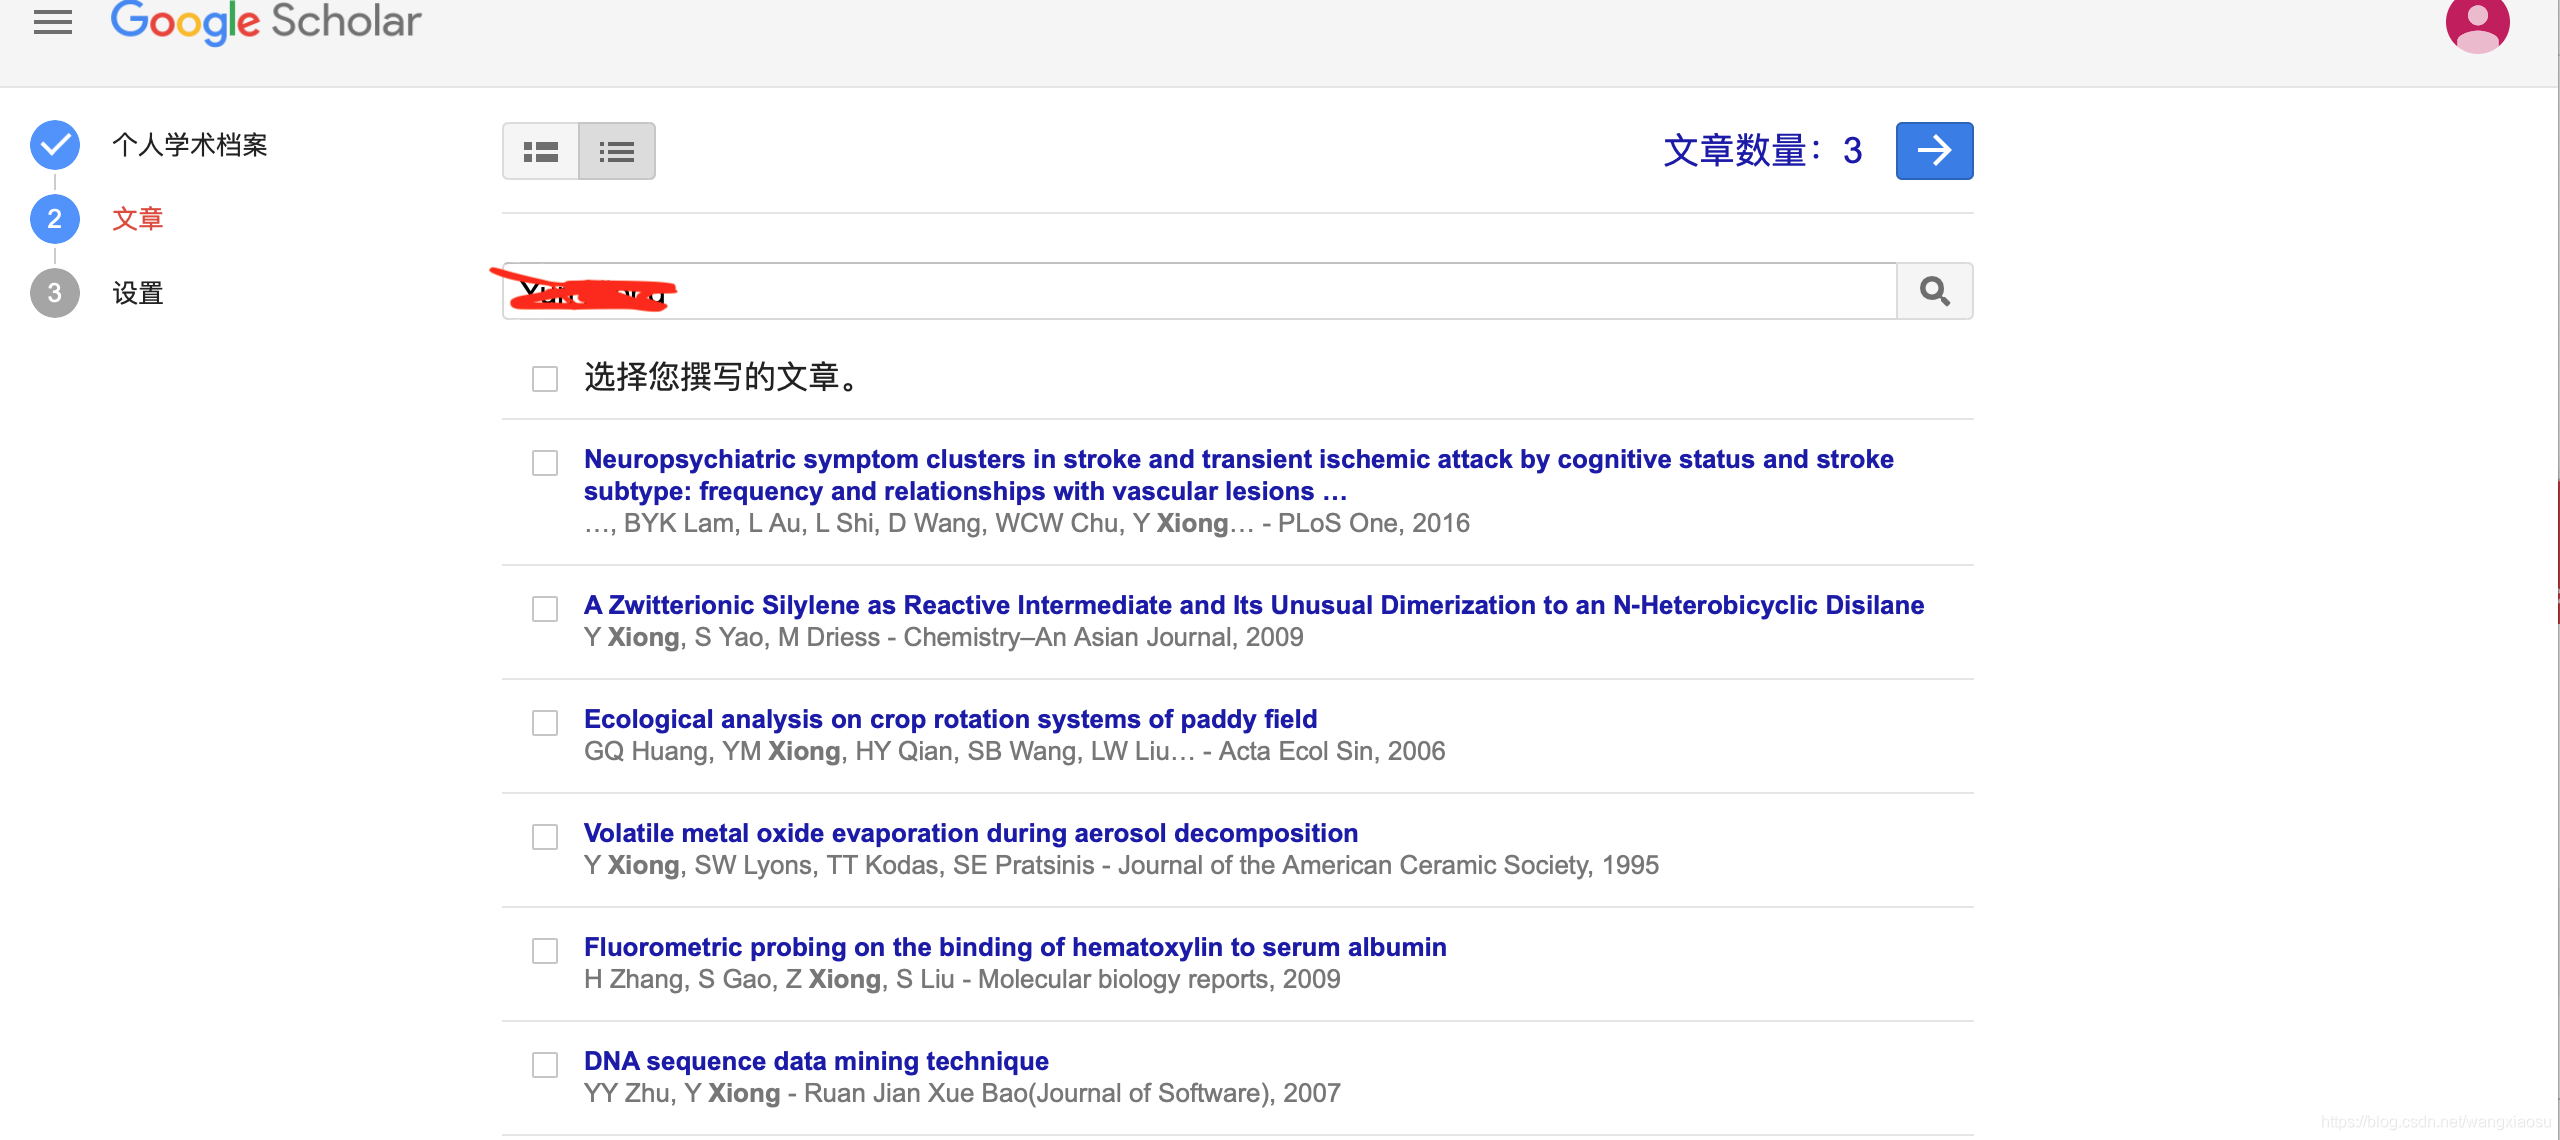 Google Scholar
个人学术档案
2 文章
3 设置
文章数量：3
选择您撰写的文章。
Neuropsychiatric symptom clusters in stroke and transient ischemic attack by cognitive status and stroke
subtype: frequency and relationships with vascular lesions …
…, BYK Lam, L Au, L Shi, D Wang, WCW Chu, Y Xiong… - PLoS One, 2016
A Zwitterionic Silylene as Reactive Intermediate and Its Unusual Dimerization to an N-Heterobicyclic Disilane
Y Xiong, S Yao, M Driess - Chemistry–An Asian Journal, 2009
Ecological analysis on crop rotation systems of paddy field
GQ Huang, YM Xiong, HY Qian, SB Wang, LW Liu… - Acta Ecol Sin, 2006
Volatile metal oxide evaporation during aerosol decomposition
Y Xiong, SW Lyons, TT Kodas, SE Pratsinis - Journal of the American Ceramic Society, 1995
Fluorometric probing on the binding of hematoxylin to serum albumin
H Zhang, S Gao, Z Xiong, S Liu - Molecular biology reports, 2009
DNA sequence data mining technique
YY Zhu, Y Xiong - Ruan Jian Xue Bao(Journal of Software), 2007
https://blog.csdn.net/wangxiaosu